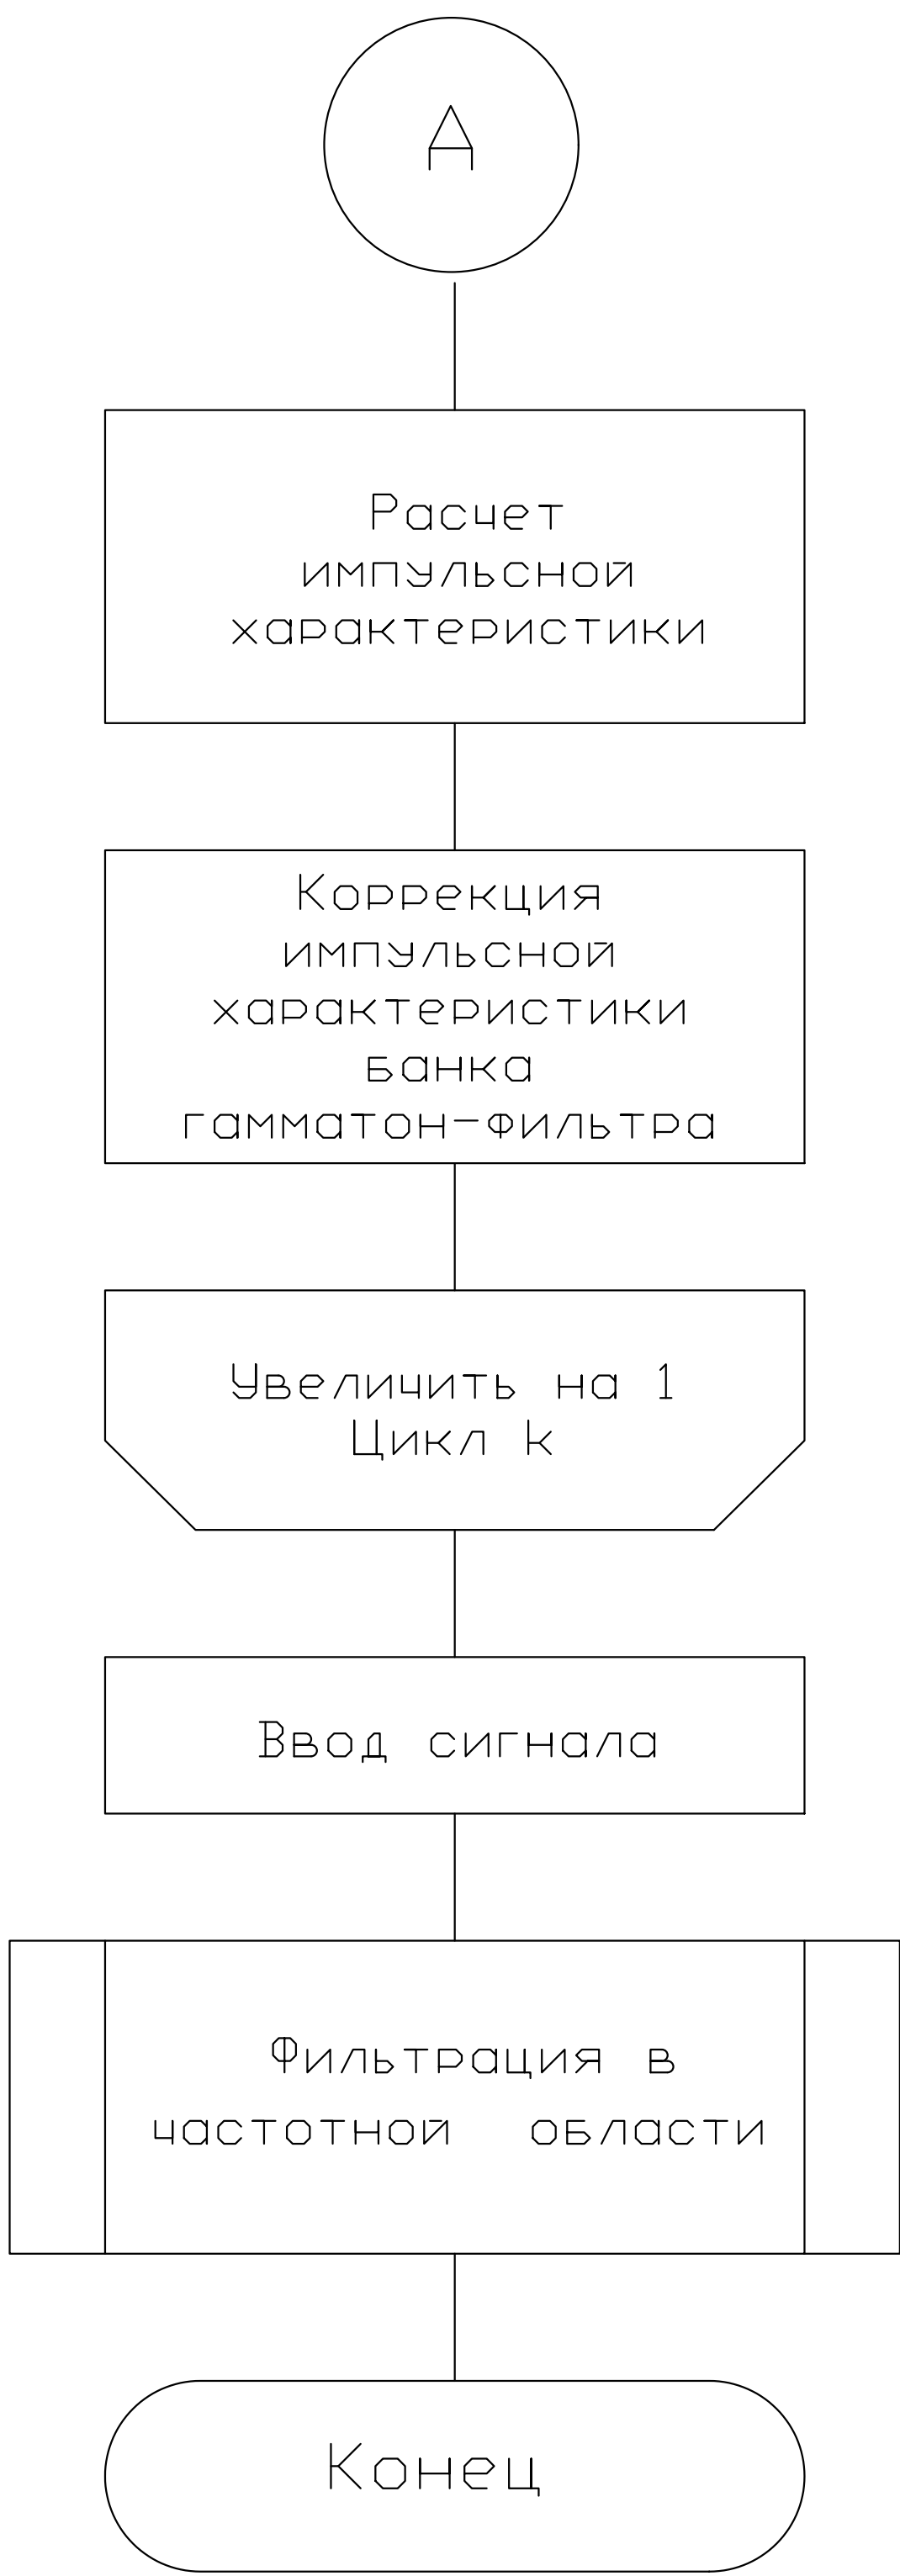 Д
Расчет
импульсной
характеристики
Коррекция
импульсной
характеристики
банка
гамматон-фильтра
Увеличить на 1
Цикл k
Ввод сигнала
Фильтрация в
частотной области
Конец